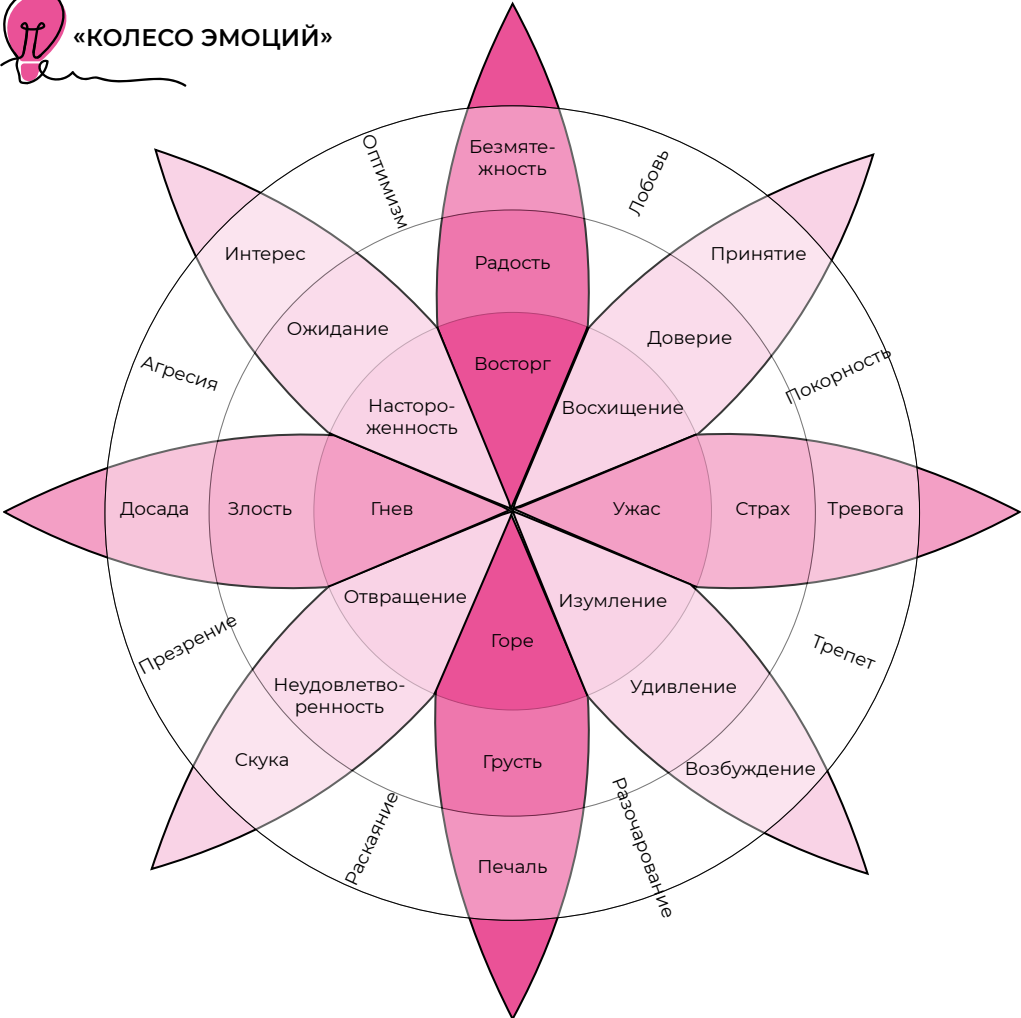 «КОЛЕСО ЭМОЦИЙ»
Оптимизм
Безмяте-
жность
Лобовь
Интерес
Радость
Принятие
Ожидание
Доверие
Агресия
Восторг
Покорность
Насторо-
женность
Восхищение
Досада
Злость
Гнев
Ужас
Страх
Тревога
Отвращение
Изумление
Презрение
Горе
Трепет
Неудовлетво-
ренность
Удивление
Скука
Грусть
Возбуждение
Раскаяние
Печаль
Разочарование